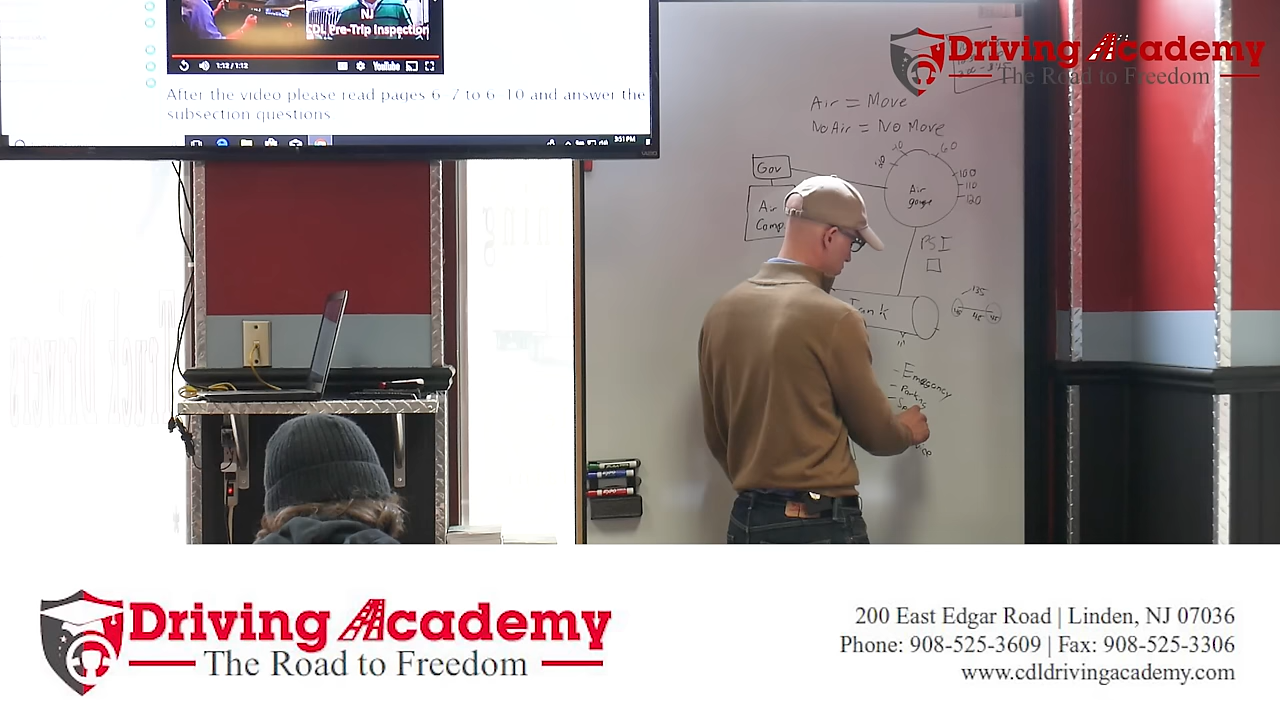 NJ
CDL Pre-Trip Inspection
1:12 / 1:12
YouTube
After the video please read pages 6 7 to 6 10 and answer the
subsection questions
3:51 PM
Driving Academy
The Road to Freedom
Air = Move
No Air = No Move
Gov
Air
Comp
60
100
110
120
Air
gauge
PSI
Tank
135
45
- Emergency
- Parking
Driving Academy
The Road to Freedom
200 East Edgar Road | Linden, NJ 07036
Phone: 908-525-3609 | Fax: 908-525-3306
www.cdldrivingacademy.com